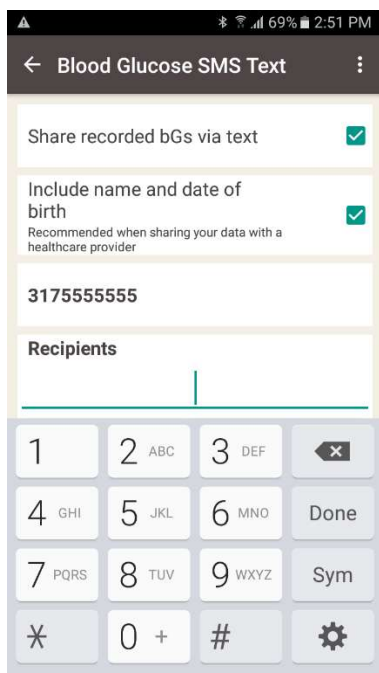 69% 2:51 PM
← Blood Glucose SMS Text
Share recorded bGs via text
Include name and date of
birth
Recommended when sharing your data with a
healthcare provider
3175555555
Recipients
1 2 ABC 3 DEF
4 GHI 5 JKL 6 MNO Done
7 PQRS 8 TUV 9 WXYZ Sym
* 0 + #